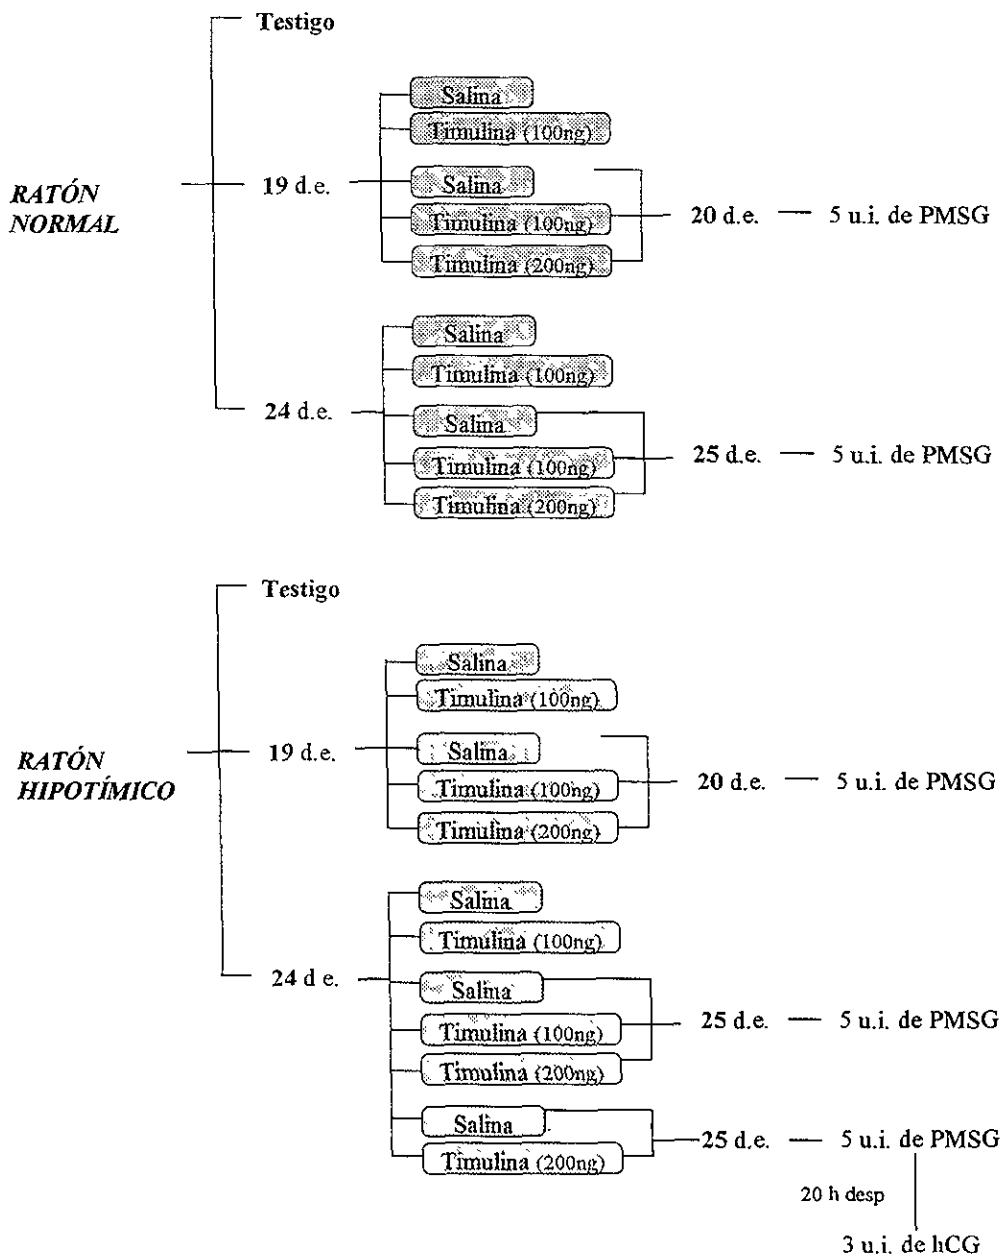 Testigo
Salina
Timulina (100ng)
RATÓN
NORMAL
19 d.e.
Salina
Timulina (100ng)
Timulina (200ng)
20 d.e. — 5 u.i. de PMSG
Salina
Timulina (100ng)
24 d.e.
Salina
Timulina (100ng)
Timulina (200ng)
25 d.e. — 5 u.i. de PMSG
Testigo
Salina
Timulina (100ng)
RATÓN
HIPOTÍMICO
19 d.e.
Salina
Timulina (100ng)
Timulina (200ng)
20 d.e. — 5 u.i. de PMSG
Salina
Timulina (100ng)
24 d e.
Salina
Timulina (100ng)
Timulina (200ng)
25 d.e. — 5 u.i. de PMSG
Salina
Timulina (200ng)
25 d.e. — 5 u.i. de PMSG
20 h desp
3 u.i. de hCG